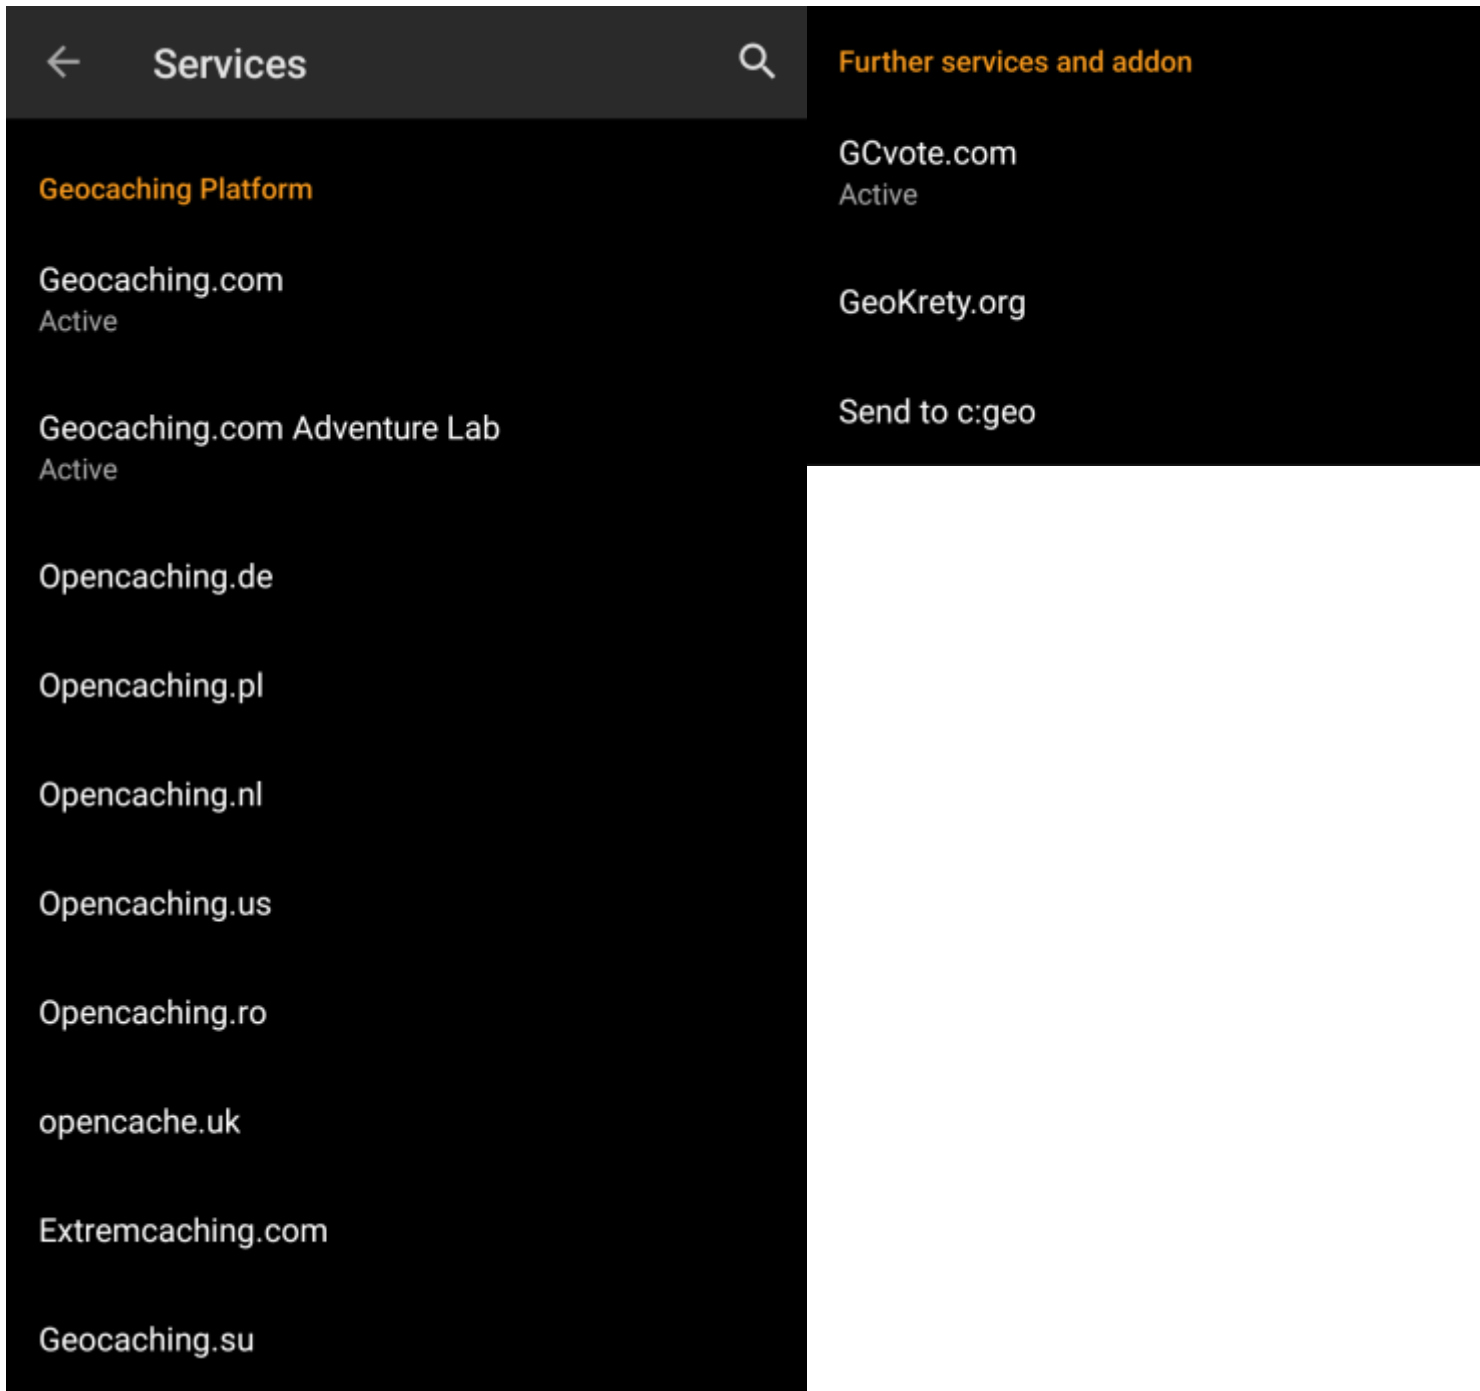 Services
Geocaching Platform
Geocaching.com
Active
Geocaching.com Adventure Lab
Active
Opencaching.de
Opencaching.pl
Opencaching.nl
Opencaching.us
Opencaching.ro
opencache.uk
Extremcaching.com
Geocaching.su
Further services and addon
GCvote.com
Active
GeoKrety.org
Send to c:geo